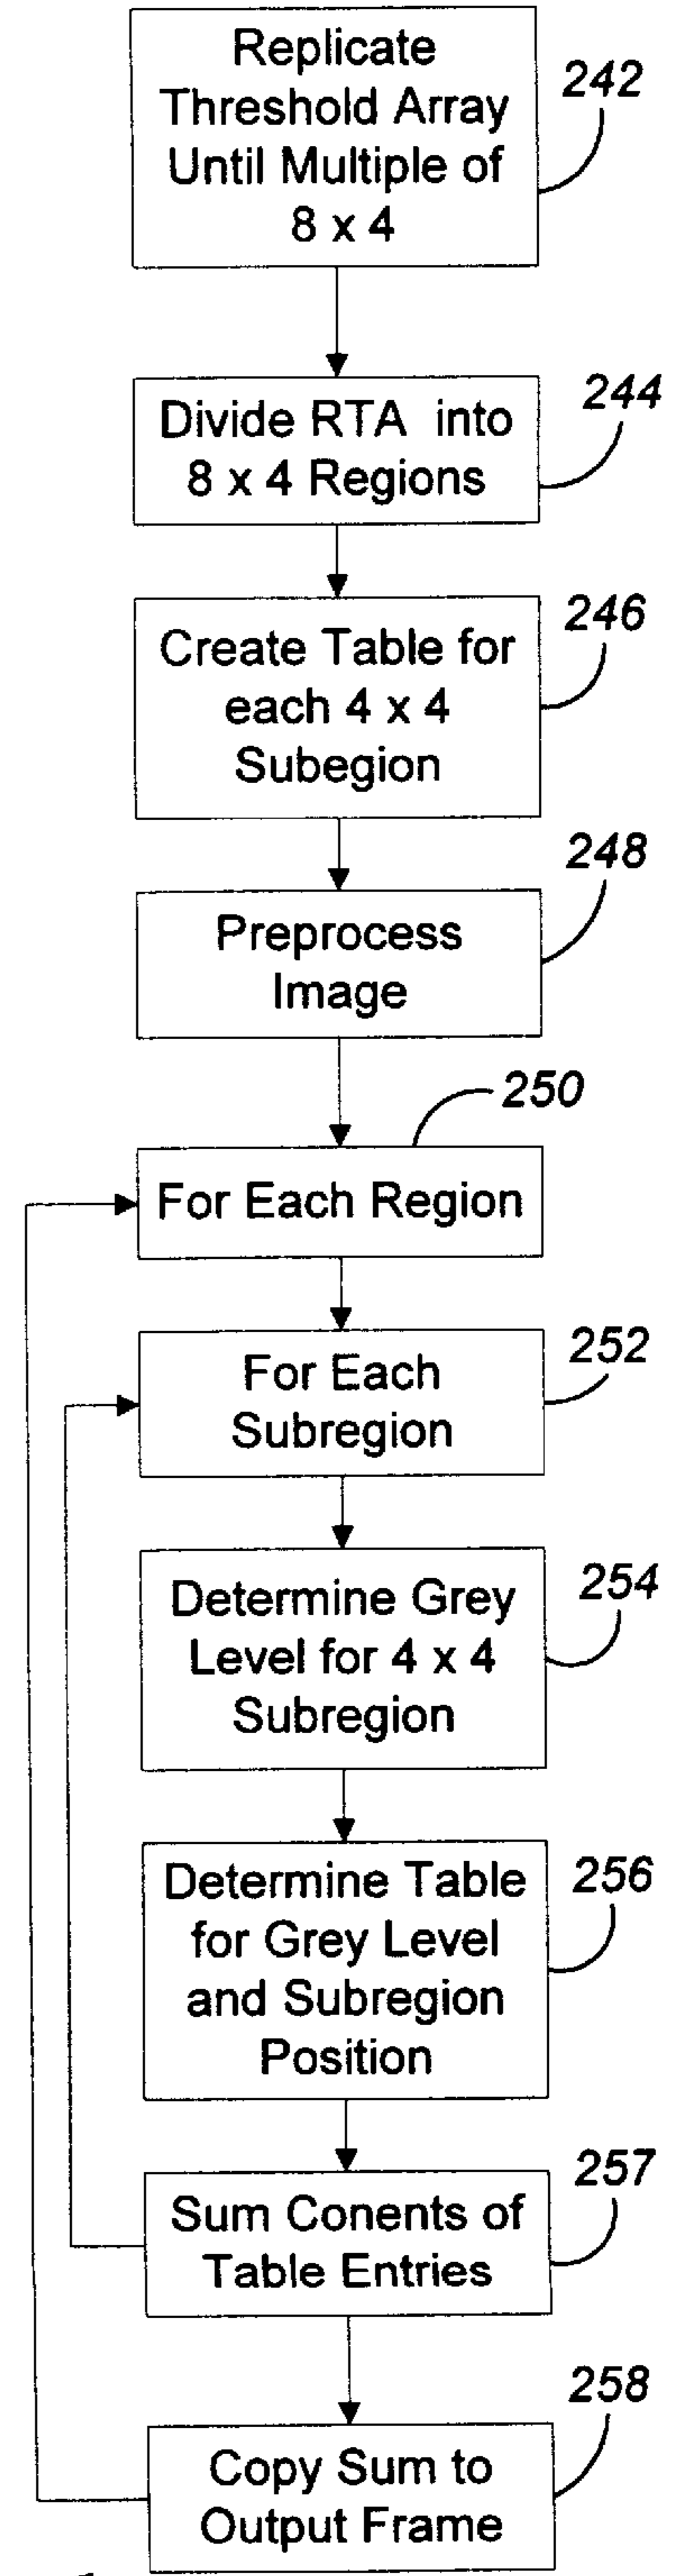 Replicate
Threshold Array
Until Multiple of
8 x 4
242
Divide RTA into
8 x 4 Regions
244
Create Table for
each 4 x 4
Subegion
246
Preprocess
Image
248
250
For Each Region
For Each
Subregion
252
Determine Grey
Level for 4 x 4
Subregion
254
Determine Table
for Grey Level
and Subregion
Position
256
Sum Conents of
Table Entries
257
Copy Sum to
Output Frame
258